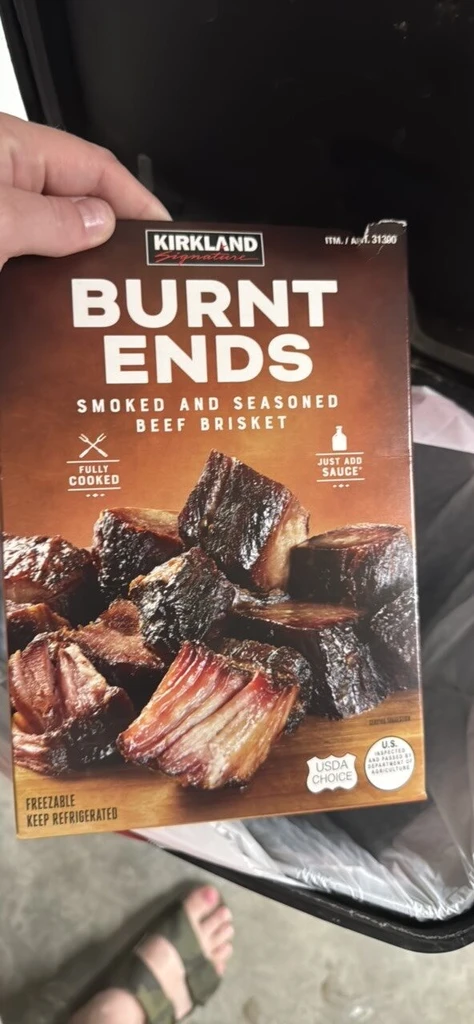 KIRKLAND
Signature
ITM. / ART. 31390
BURNT
ENDS
SMOKED AND SEASONED
BEEF BRISKET
FULLY
COOKED
JUST ADD
SAUCE*
USDA
CHOICE
U.S.
INSPECTED
AND PASSED BY
DEPARTMENT OF
AGRICULTURE
FREEZABLE
KEEP REFRIGERATED